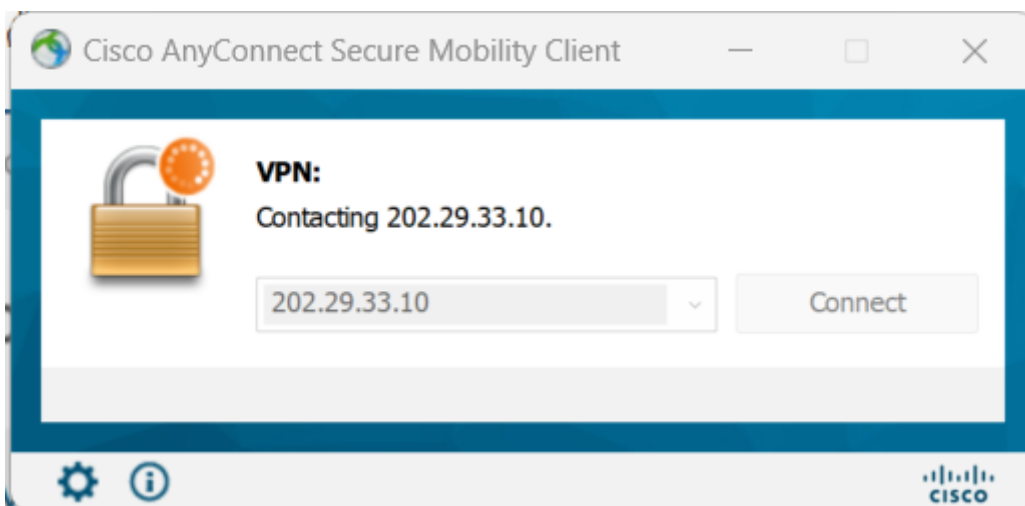 Cisco AnyConnect Secure Mobility Client
VPN:
Contacting 202.29.33.10.
202.29.33.10
Connect
CISCO